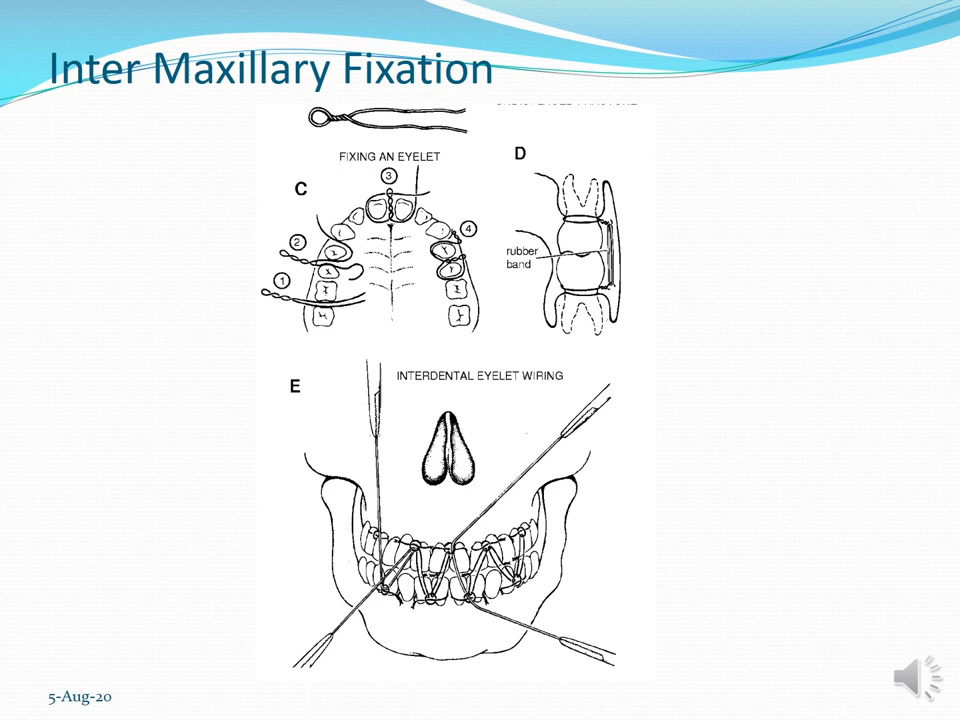 Inter Maxillary Fixation
FIXING AN EYELET
D
C
3
4
2
1
rubber
band
E
INTERDENTAL EYELET WIRING
5-Aug-20